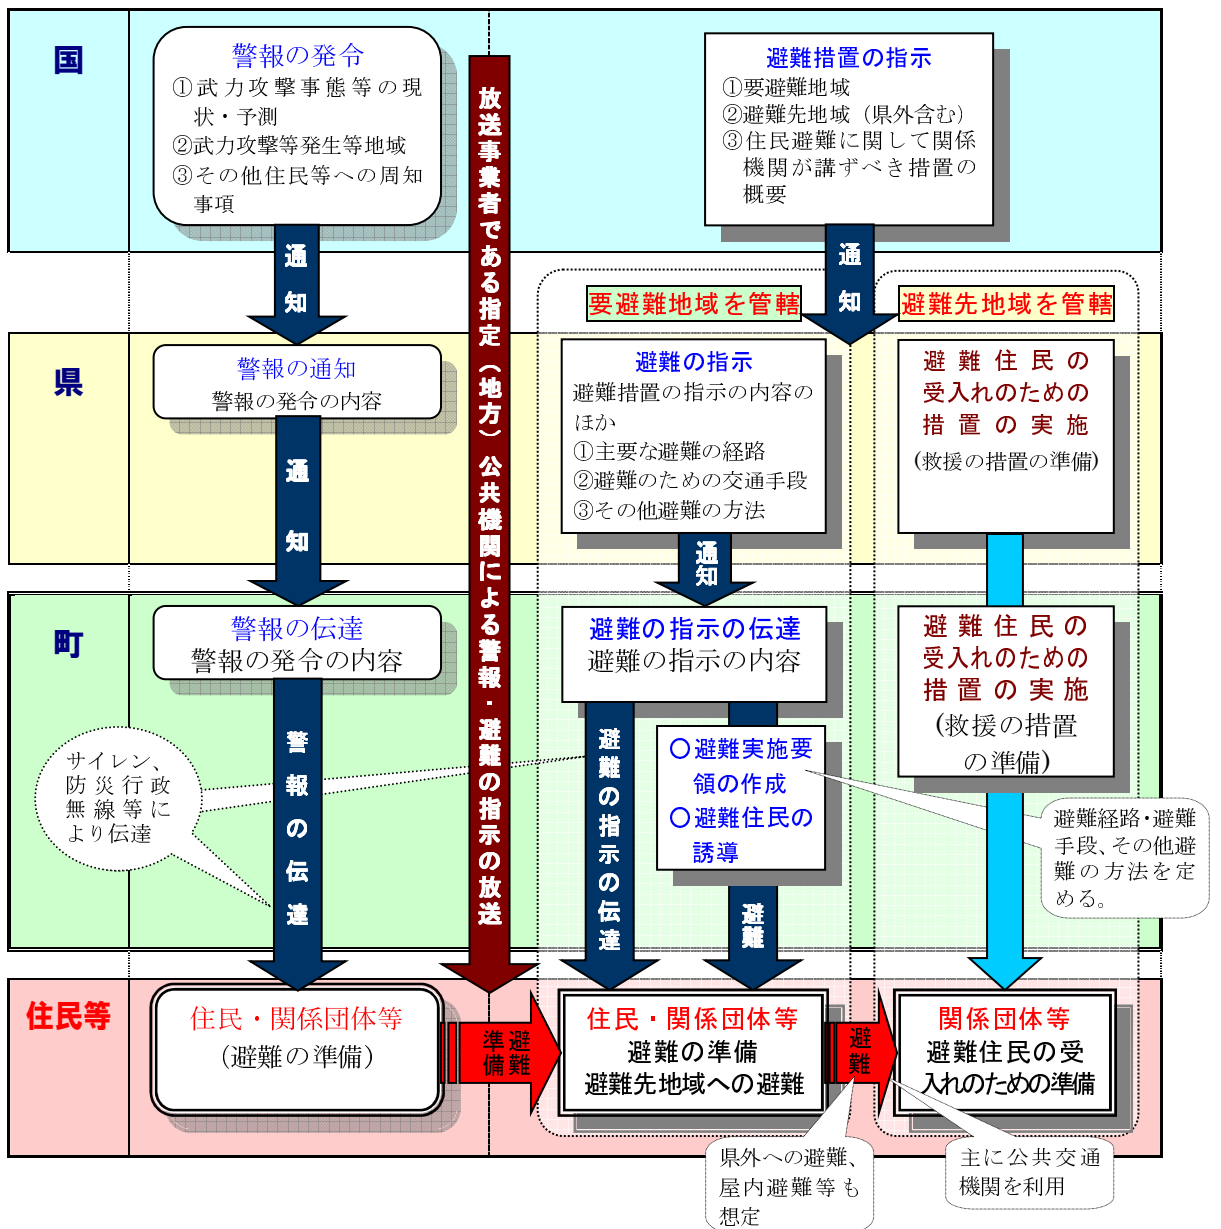 国
警報の発令
①武力攻撃事態等の現
状・予測
②武力攻撃等発生等地域
③その他住民等への周知
事項
避難措置の指示
①要避難地域
②避難先地域（県外含む）
③住民避難に関して関係
機関が講ずべき措置の
概要
放送事業者である指定（地方）公共機関による警報・避難の指示の放送
通知
通知
要避難地域を管轄
避難先地域を管轄
県
警報の通知
警報の発令の内容
避難の指示
避難措置の指示の内容の
ほか
①主要な避難の経路
②避難のための交通手段
③その他避難の方法
避難住民の
受入れのための
措置の実施
(救援の措置の準備)
通知
通知
町
警報の伝達
警報の発令の内容
避難の指示の伝達
避難の指示の内容
避難住民の
受入れのための
措置の実施
(救援の措置
の準備)
サイレン、
防災行政
無線等に
より伝達
警報の伝達
避難の指示の伝達
〇避難実施要
領の作成
〇避難住民の
誘導
避難
避難経路・避難
手段、その他避
難の方法を定
める。
住民等
住民・関係団体等
（避難の準備）
避難
準備
住民・関係団体等
避難の準備
避難先地域への避難
避難
関係団体等
避難住民の受
入れのための準備
県外への避難、
屋内避難等も
想定
主に公共交通
機関を利用